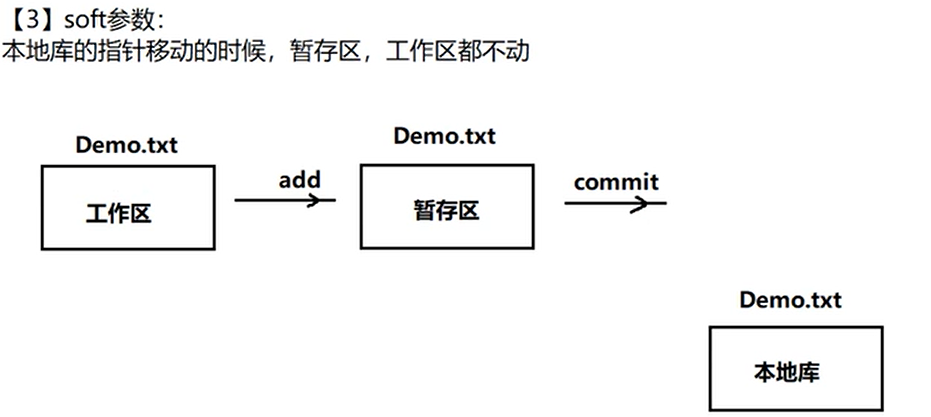 【3】soft参数：
本地库的指针移动的时候，暂存区，工作区都不动
Demo.txt
Demo.txt
工作区
add
暂存区
commit
Demo.txt
本地库